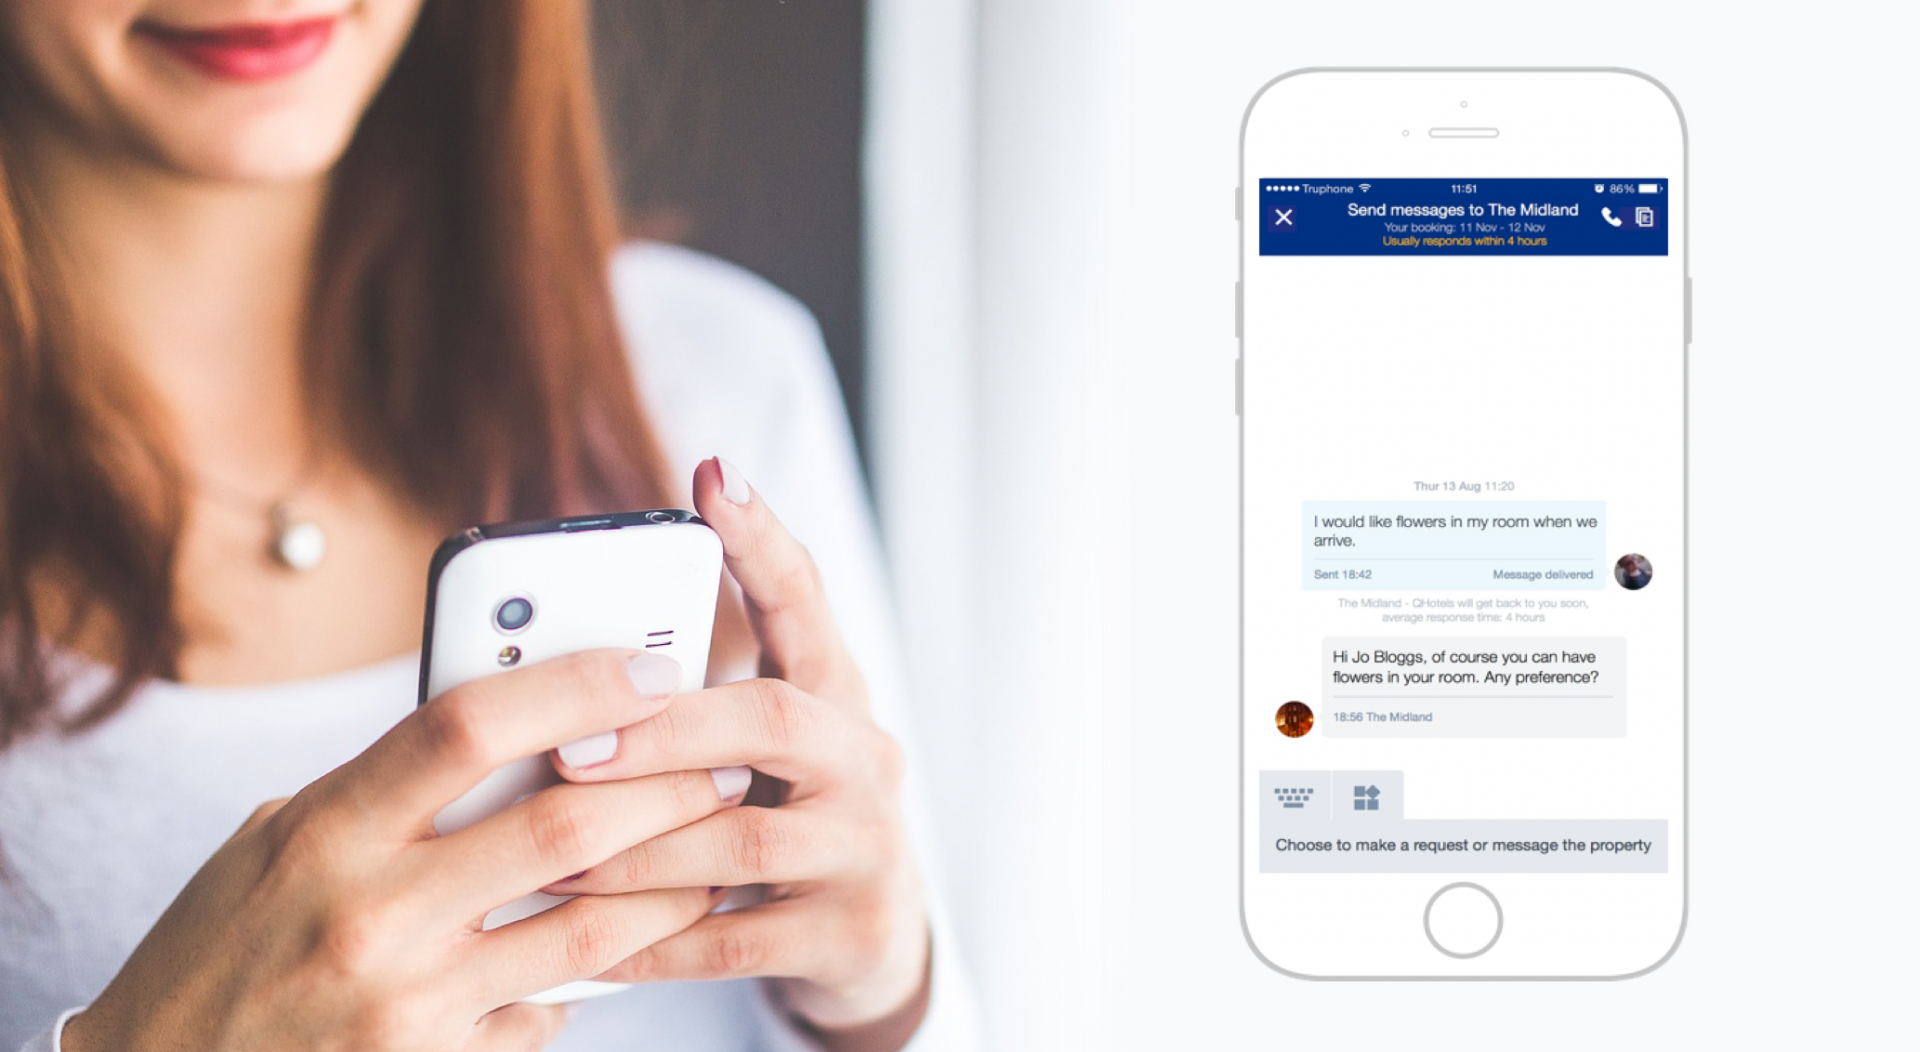 Truphone 11:51 86%
Send messages to The Midland
Your booking: 11 Nov - 12 Nov
Usually responds within 4 hours
Thur 13 Aug 11:20
I would like flowers in my room when we
arrive.
Sent 18:42 Message delivered
The Midland - QHotels will get back to you soon,
average response time: 4 hours
Hi Jo Bloggs, of course you can have
flowers in your room. Any preference?
18:56 The Midland
Choose to make a request or message the property